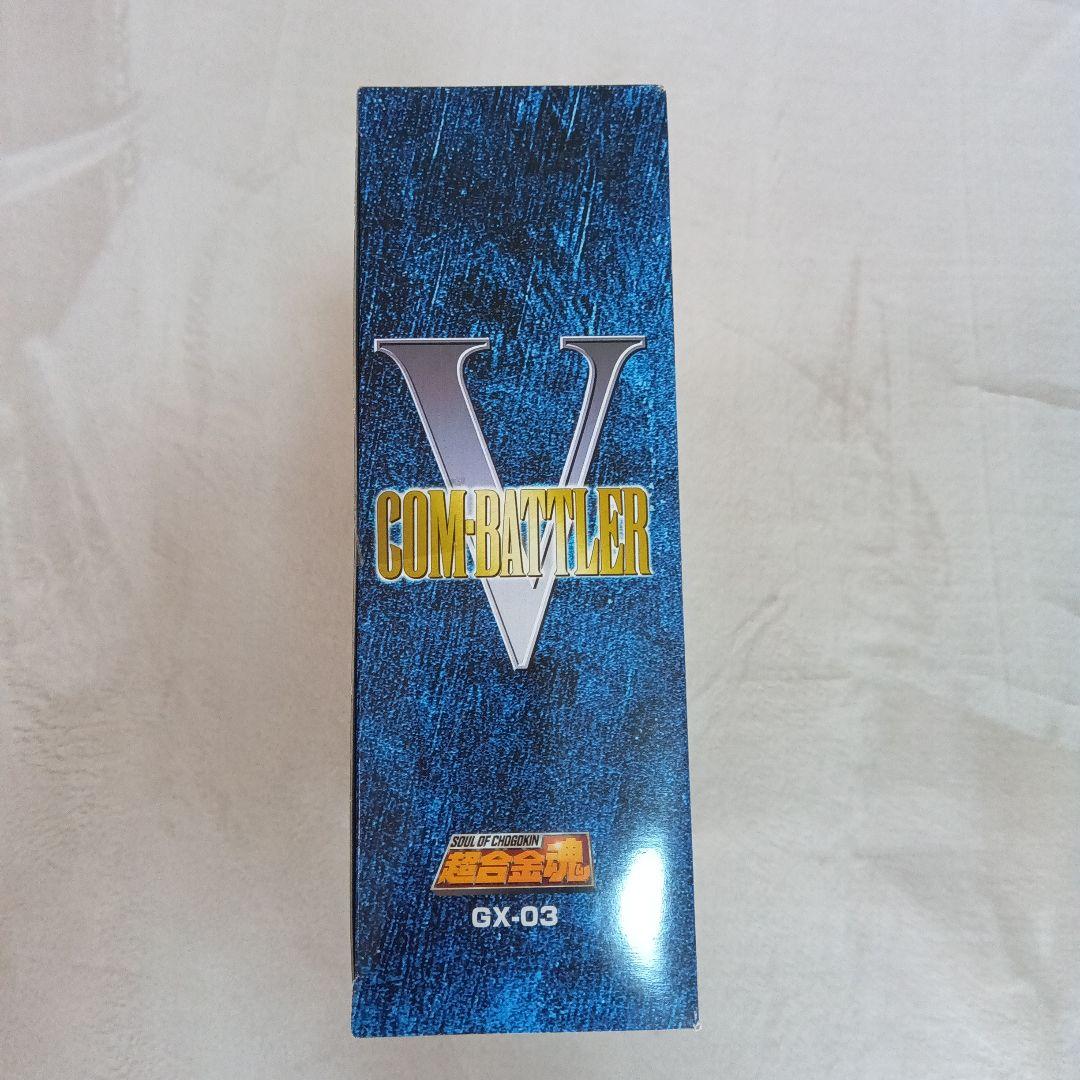 V
COM-BATTLER
SOUL OF CHOGOKIN
超合金魂
GX-03